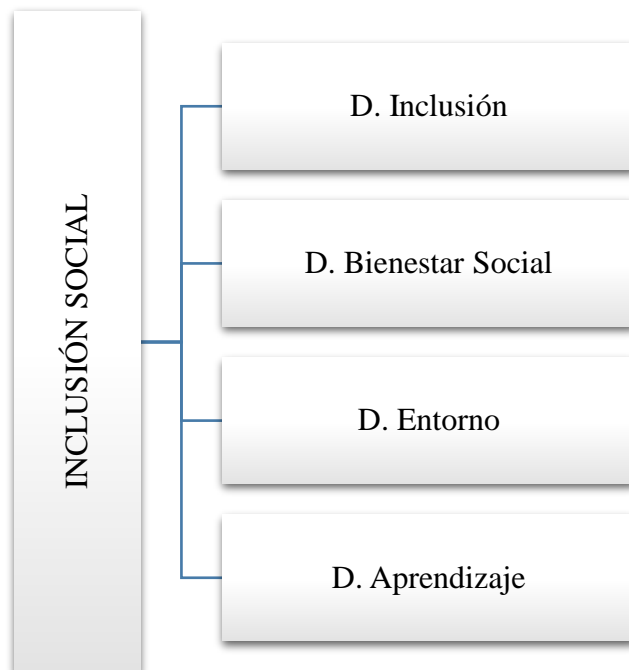 INCLUSIÓN SOCIAL
D. Inclusión
D. Bienestar Social
D. Entorno
D. Aprendizaje